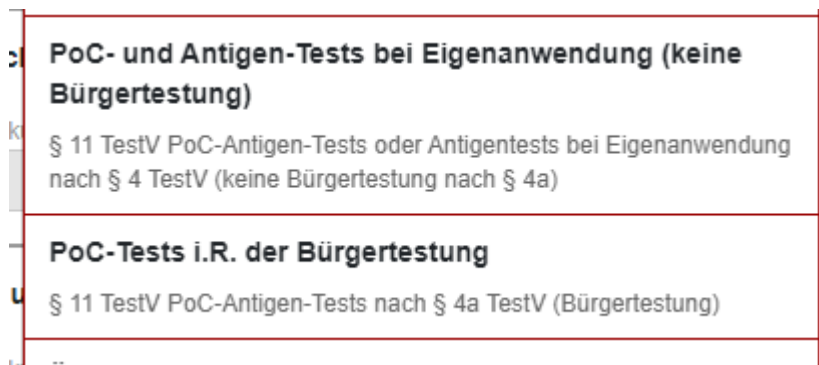 PoC- und Antigen-Tests bei Eigenanwendung (keine
Bürgertestung)
§ 11 TestV PoC-Antigen-Tests oder Antigentests bei Eigenanwendung
nach § 4 TestV (keine Bürgertestung nach § 4a)
PoC-Tests i.R. der Bürgertestung
§ 11 TestV PoC-Antigen-Tests nach § 4a TestV (Bürgertestung)